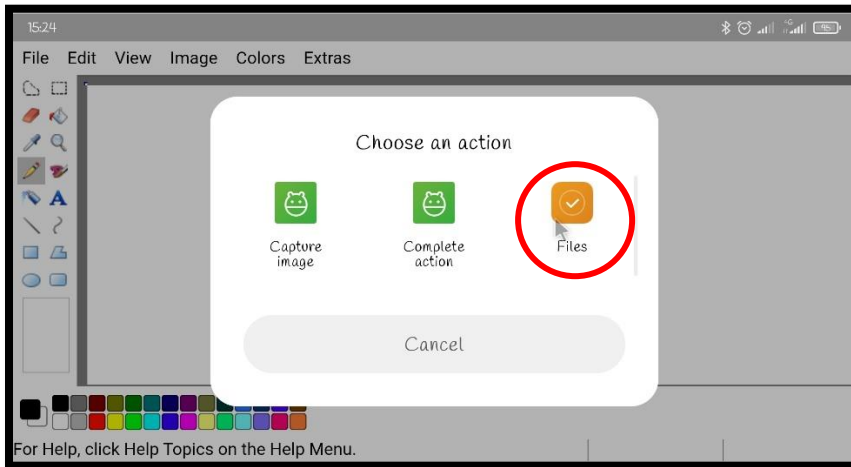 15:24
File Edit View Image Colors Extras
Choose an action
Capture
image
Complete
action
Files
Cancel
A
For Help, click Help Topics on the Help Menu.